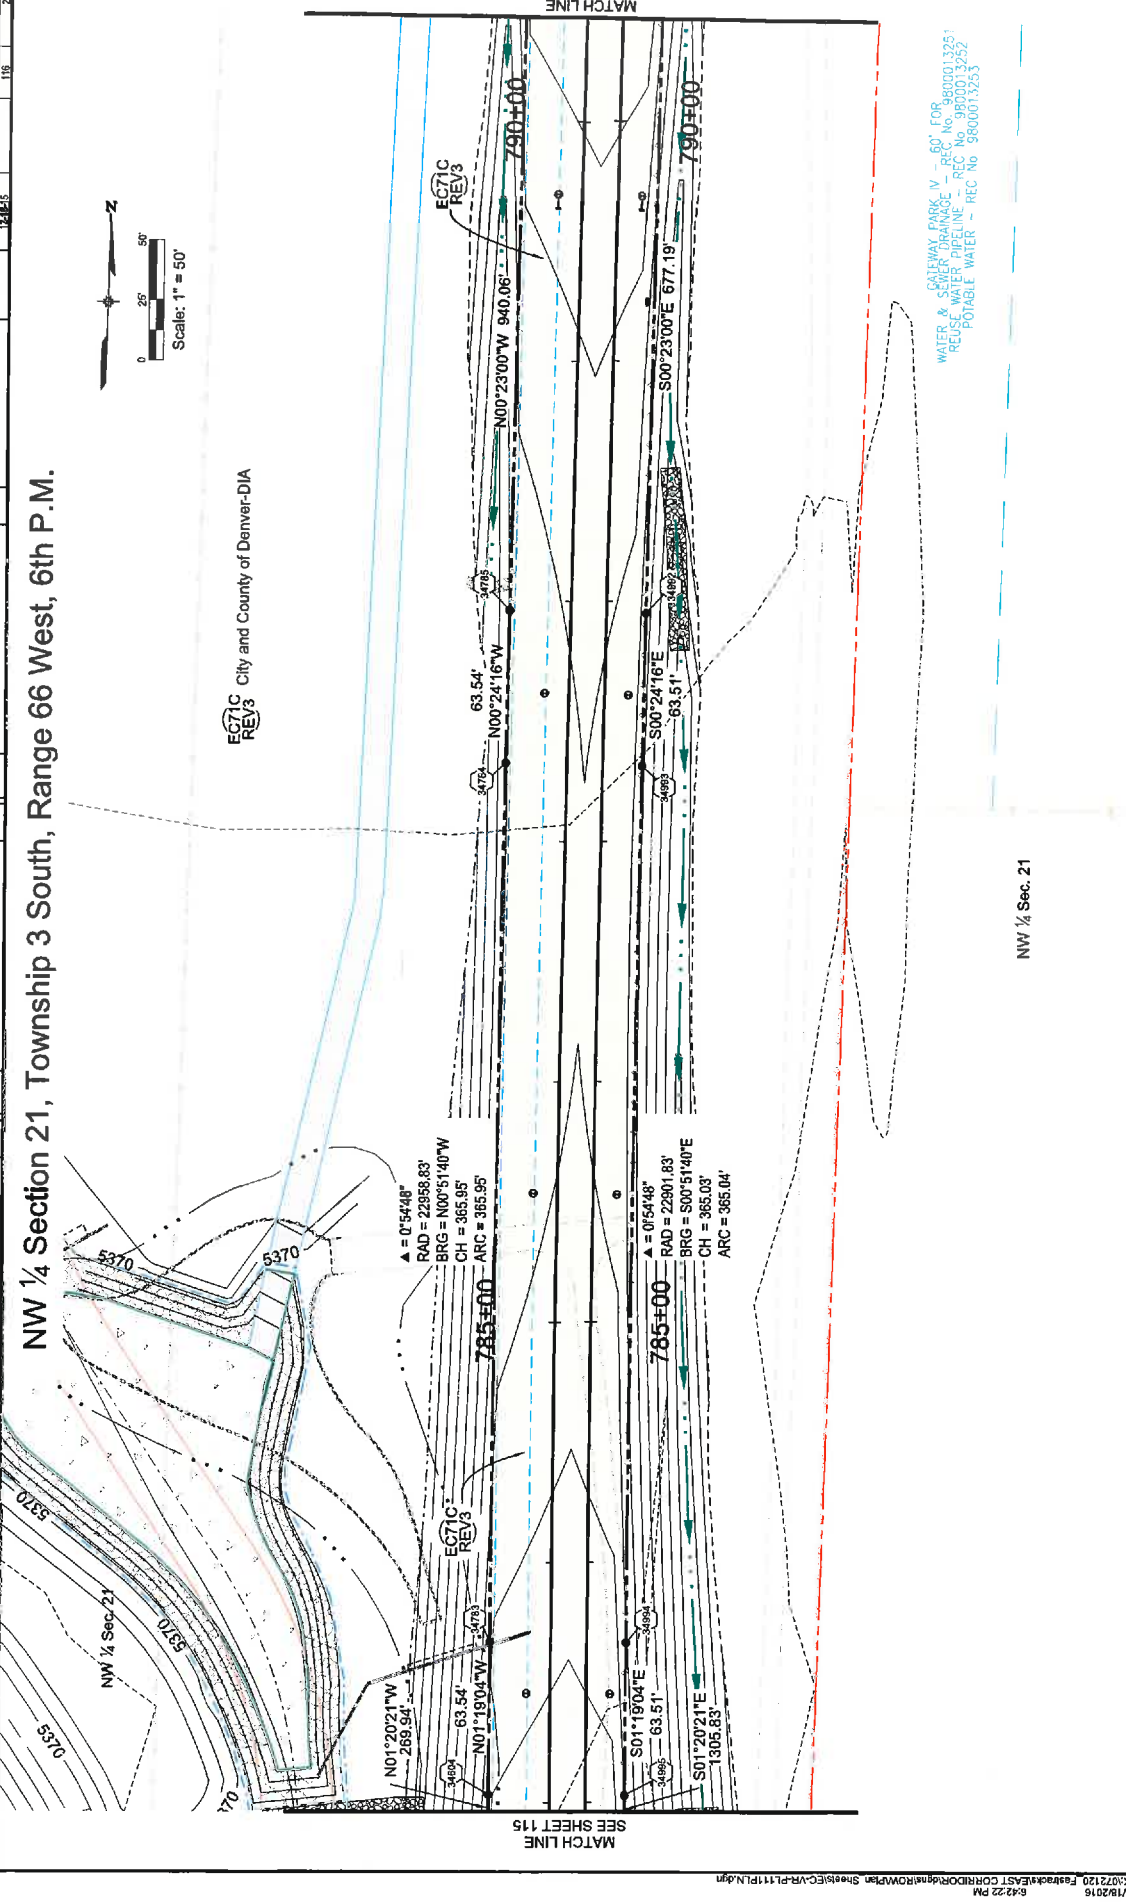 NW ¼ Section 21, Township 3 South, Range 66 West, 6th P.M.
116
12-18-15
N
0 25' 50'
Scale: 1" = 50'
MATCH LINE
EC71C
REV3
City and County of Denver-DIA
EC71C
REV3
790+00
790+00
N00°23'00"W 940.06'
S00°23'00"E 677.19'
34785
34992
63.54'
N00°24'16"W
S00°24'16"E
63.51'
34784
34993
GATEWAY PARK IV - 60' FOR
WATER & SEWER DRAINAGE - REC No. 9800013251
REUSE WATER PIPELINE - REC No 9800013252
POTABLE WATER - REC No 9800013253
NW ¼ Sec. 21
▲ = 0°54'48"
RAD = 22958.83'
BRG = N00°51'40"W
CH = 365.95'
ARC = 365.95'
▲ = 0°54'48"
RAD = 22901.83'
BRG = S00°51'40"E
CH = 365.03'
ARC = 365.04'
785+00
785+00
5370
5370
5370
5370
5370
NW ¼ Sec. 21
EC71C
REV3
34783
34994
N01°20'21"W
269.94'
63.54'
N01°19'04"W
S01°19'04"E
63.51'
34604
34995
S01°20'21"E
1305.83'
MATCH LINE
SEE SHEET 115
6:42:22 PM